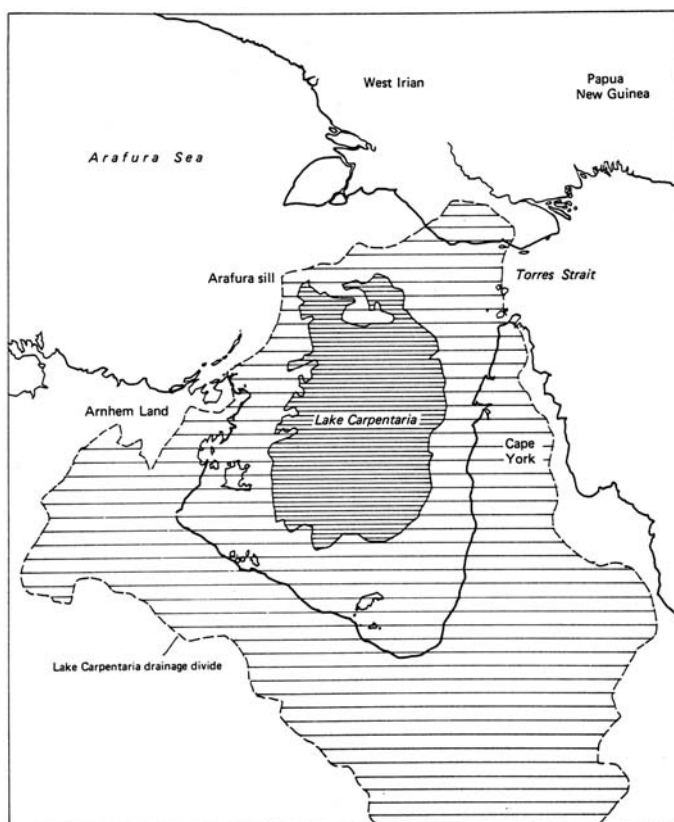 West Irian
Papua
New Guinea
Arafura Sea
Arafura sill
Torres Strait
Arnhem Land
Lake Carpentaria
Cape
York
Lake Carpentaria drainage divide